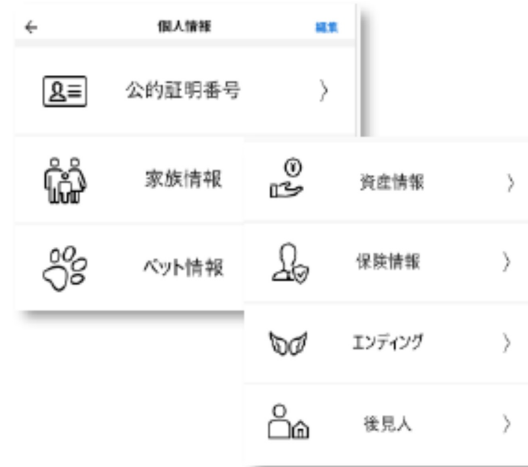 個人情報
編集
公的証明番号
家族情報
ペット情報
資産情報
保険情報
エンディング
後見人